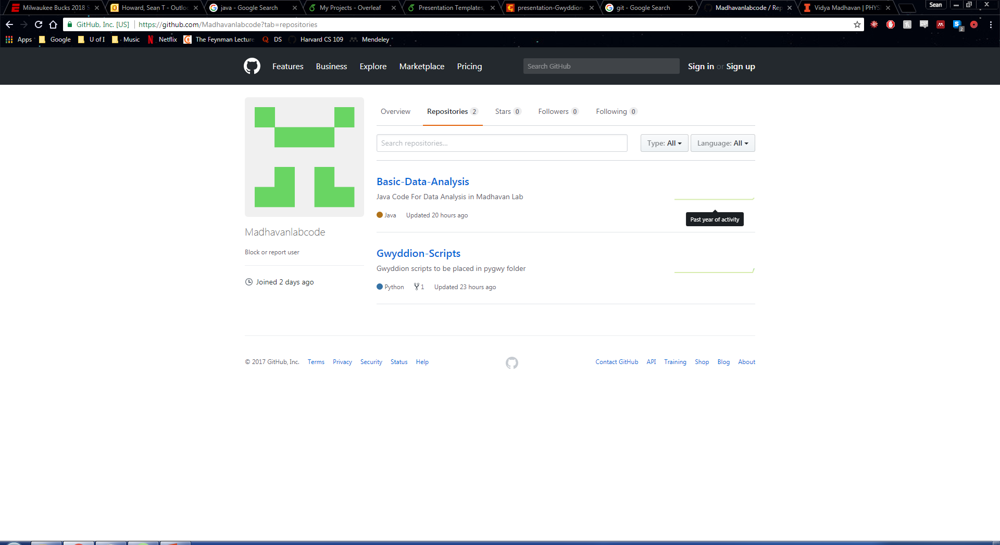 Milwaukee Bucks 2018 S
Howard, Sean T - Outloo
java - Google Search
My Projects - Overleaf
Presentation Templates,
presentation-Gwyddion-
git - Google Search
Madhavanlabcode / Rep
Vidya Madhavan | PHYS
Sean
GitHub, Inc. [US]
https://github.com/Madhavanlabcode?tab=repositories
2
Apps
Google
U of I
Music
Netflix
The Feynman Lecture
DS
Harvard CS 109
Mendeley
Features
Business
Explore
Marketplace
Pricing
Search GitHub
Sign in or Sign up
Overview
Repositories 2
Stars 0
Followers 0
Following 0
Search repositories...
Type: All
Language: All
Basic-Data-Analysis
Java Code For Data Analysis in Madhavan Lab
Java
Updated 20 hours ago
Past year of activity
Madhavanlabcode
Block or report user
Joined 2 days ago
Gwyddion-Scripts
Gwyddion scripts to be placed in pygwy folder
Python
1
Updated 23 hours ago
© 2017 GitHub, Inc.
Terms
Privacy
Security
Status
Help
Contact GitHub
API
Training
Shop
Blog
About